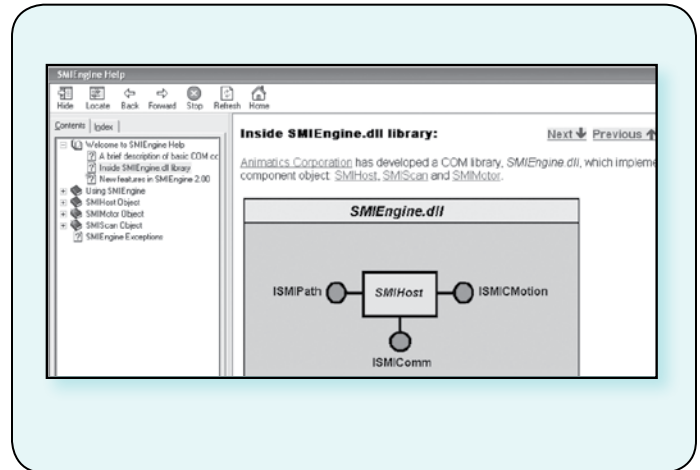 SMIEngine Help
Hide Locate Back Forward Stop Refresh Home
Contents Index
Welcome to SMIEngine Help
A brief description of basic COM cc
Inside SMIEngine.dll library
New features in SMIEngine 2.00
Using SMIEngine
SMIHost Object
SMIMotor Object
SMIScan Object
SMIEngine Exceptions
Inside SMIEngine.dll library: Next Previous
Animatics Corporation has developed a COM library, SMIEngine dll, which impleme
component object: SMIHost, SMIScan and SMIMotor.
SMIEngine.dll
ISMIPath SMIHost ISMICMotion
ISMIComm